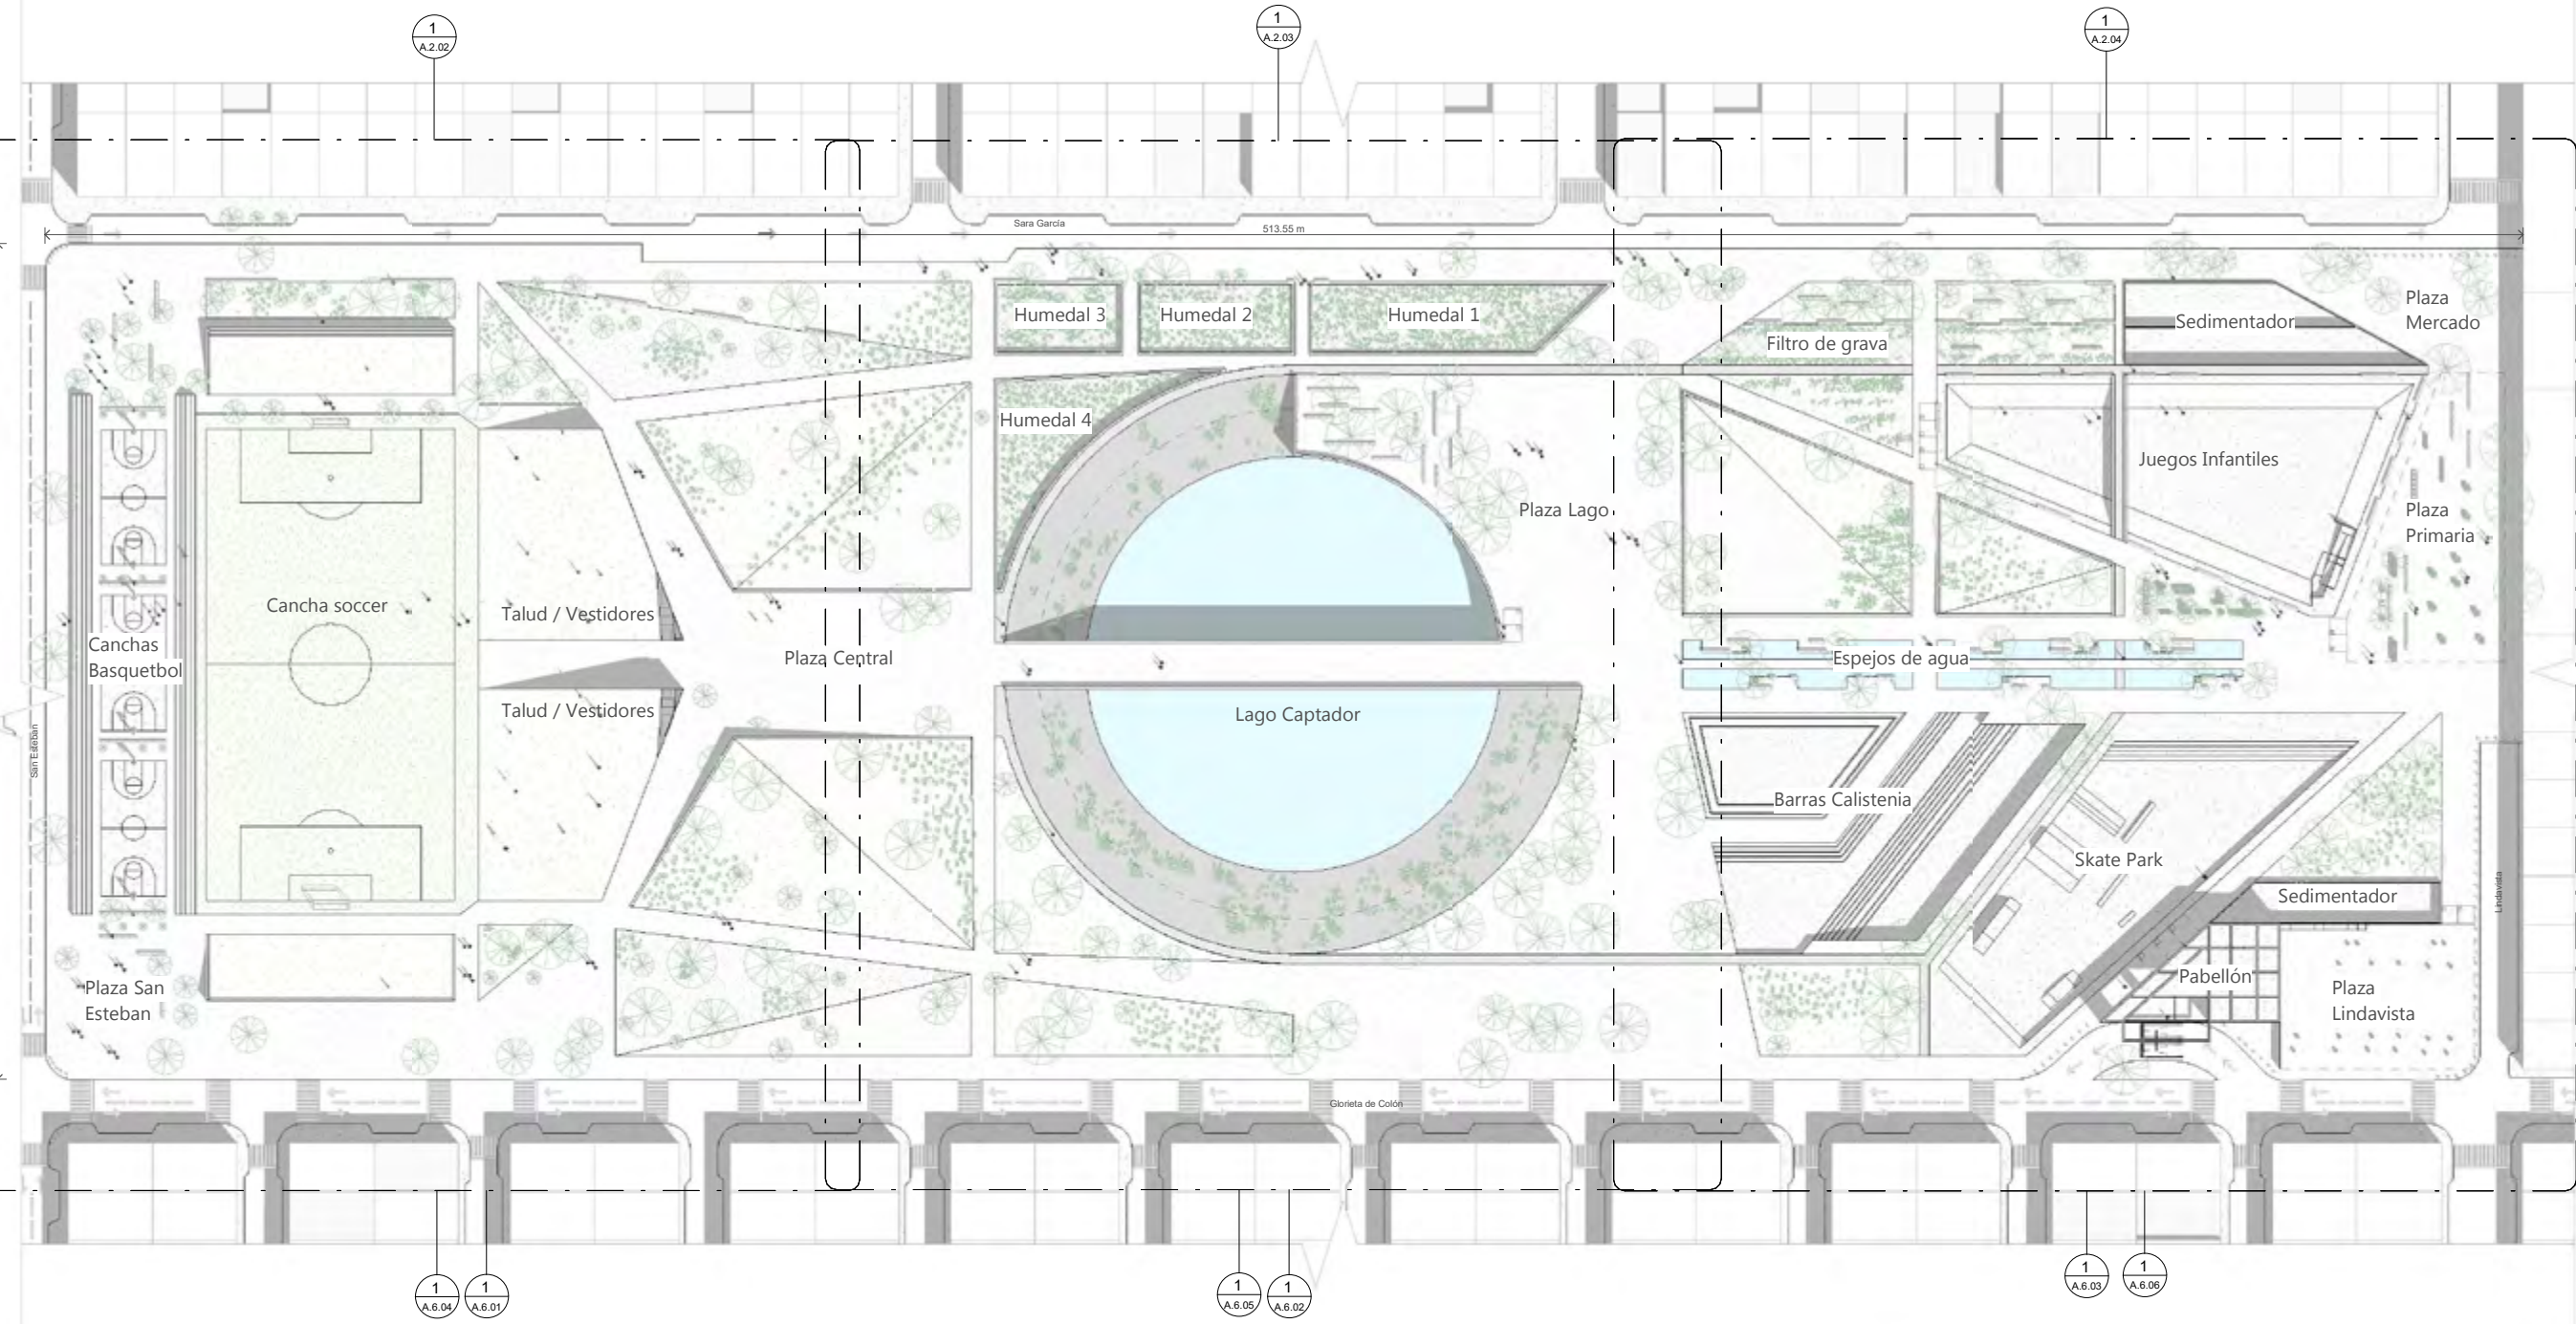 1
A.2.02
1
A.2.03
1
A.2.04
Sara García
513.55 m
Humedal 3
Humedal 2
Humedal 1
Filtro de grava
Sedimentador
Plaza
Mercado
Humedal 4
Juegos Infantiles
Plaza Lago
Plaza
Primaria
Cancha soccer
Talud / Vestidores
Canchas
Basquetbol
Plaza Central
Espejos de agua
Talud / Vestidores
Lago Captador
San Esteban
Barras Calistenia
Skate Park
Sedimentador
Lindavista
Pabellón
Plaza San
Esteban
Plaza
Lindavista
Glorieta de Colón
1
A.6.04
1
A.6.01
1
A.6.05
1
A.6.02
1
A.6.03
1
A.6.06